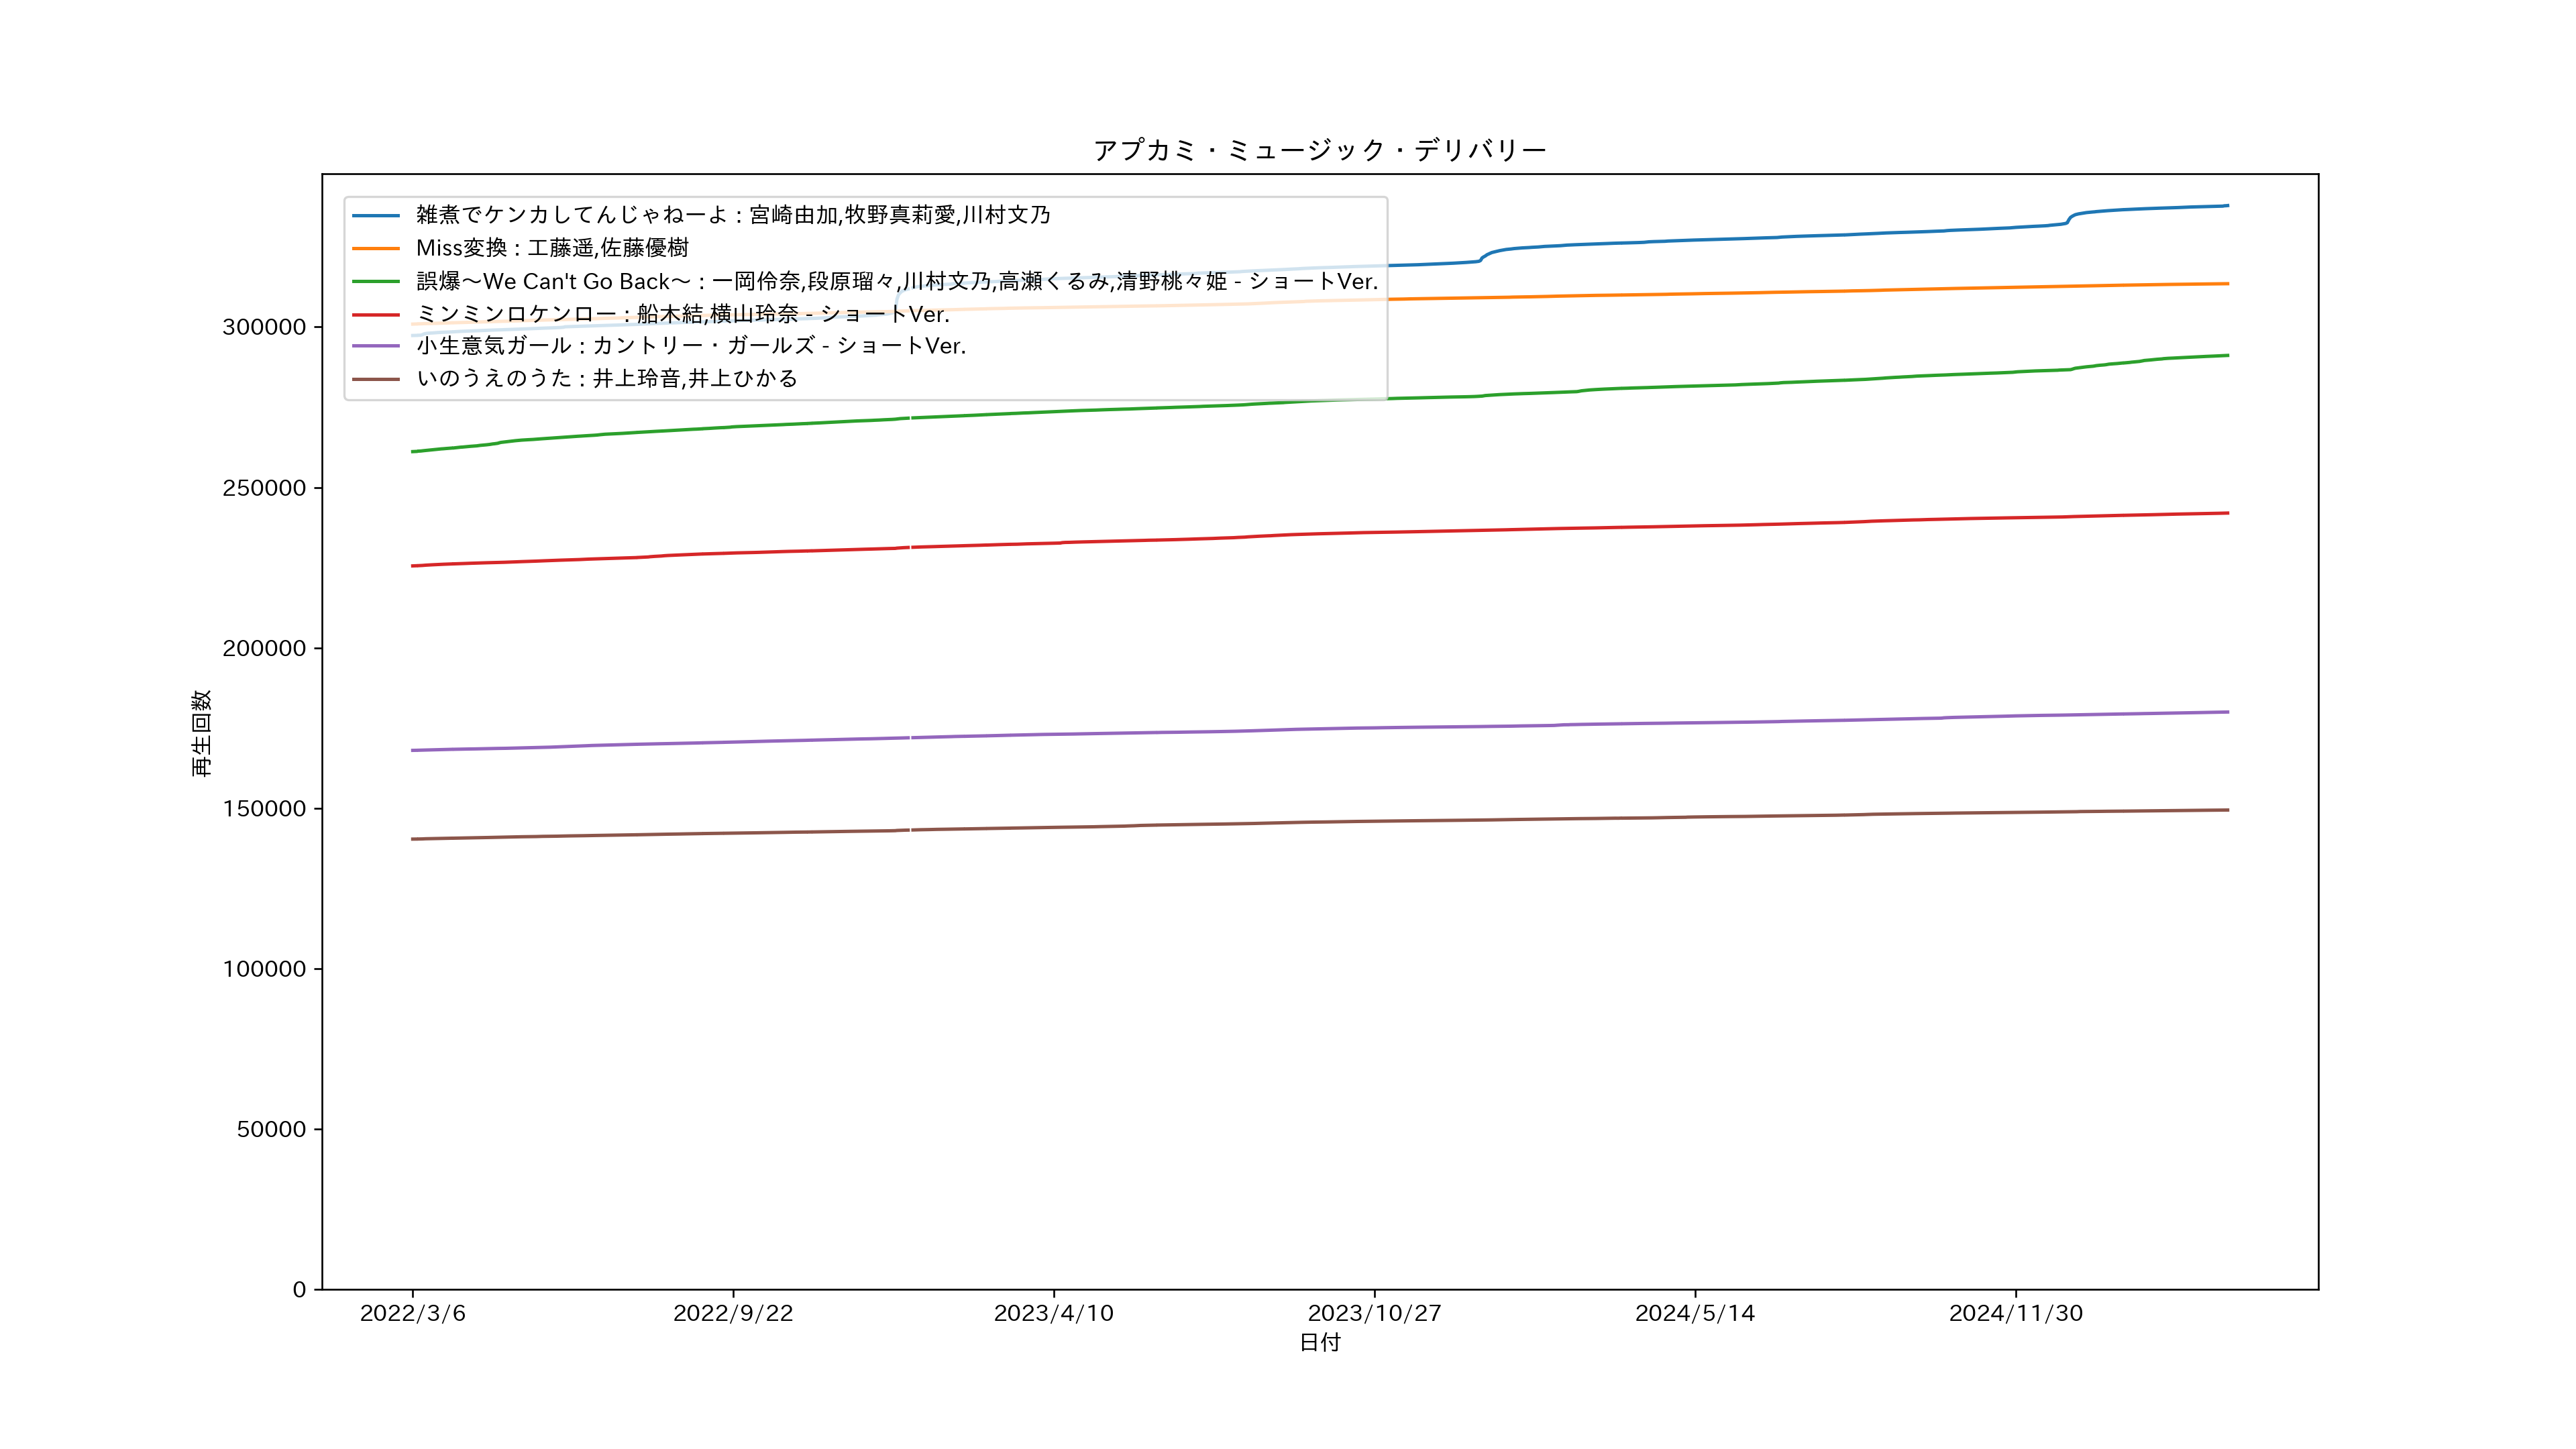 アプカミ・ミュージック・デリバリー
雑煮でケンカしてんじゃねーよ : 宮崎由加,牧野真莉愛,川村文乃
Miss変換 : 工藤遥,佐藤優樹
誤爆～We Can't Go Back～ : 一岡伶奈,段原瑠々,川村文乃,高瀬くるみ,清野桃々姫 - ショートVer.
ミンミンロケンロー : 船木結,横山玲奈 - ショートVer.
小生意気ガール : カントリー・ガールズ - ショートVer.
いのうえのうた : 井上玲音,井上ひかる
再生回数
300000
250000
200000
150000
100000
50000
0
2022/3/6 2022/9/22 2023/4/10 2023/10/27 2024/5/14 2024/11/30
日付